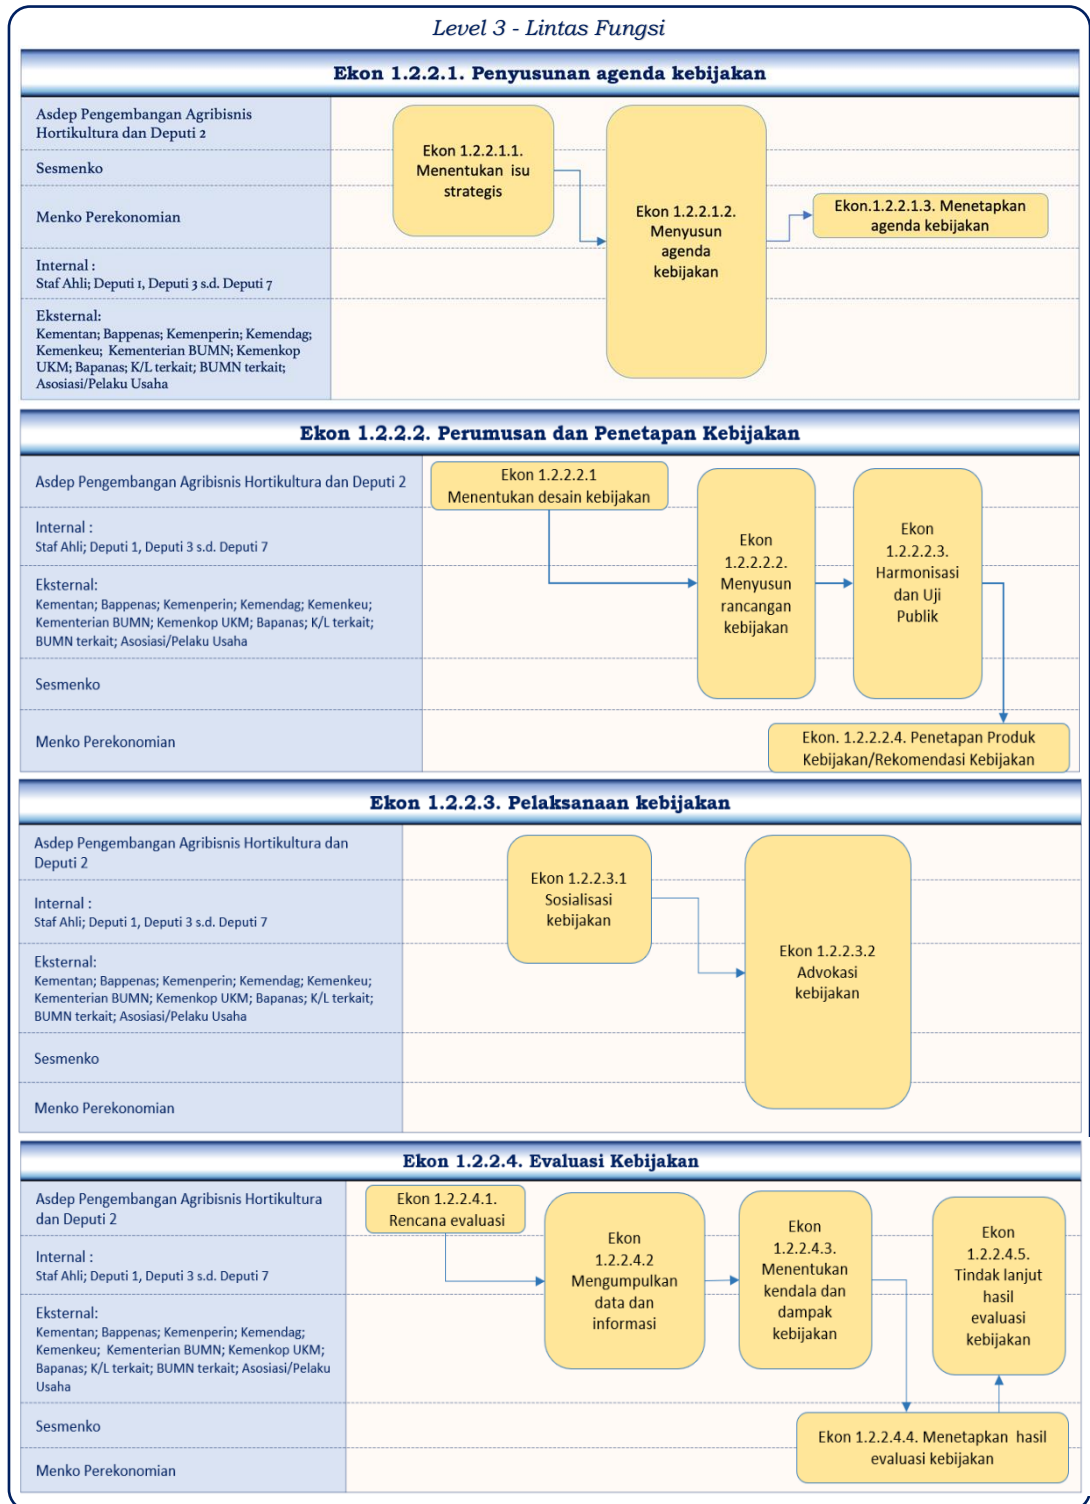 Level 3 - Lintas Fungsi
Ekon 1.2.2.1. Penyusunan agenda kebijakan
Asdep Pengembangan Agribisnis
Hortikultura dan Deputi 2
Sesmenko
Menko Perekonomian
Internal :
Staf Ahli; Deputi 1, Deputi 3 s.d. Deputi 7
Eksternal:
Kementan; Bappenas; Kemenperin; Kemendag;
Kemenkeu; Kementerian BUMN; Kemenkop
UKM; Bapanas; K/L terkait; BUMN terkait;
Asosiasi/Pelaku Usaha
Ekon 1.2.2.1.1.
Menentukan isu
strategis
Ekon 1.2.2.1.2.
Menyusun
agenda
kebijakan
Ekon.1.2.2.1.3. Menetapkan
agenda kebijakan
Ekon 1.2.2.2. Perumusan dan Penetapan Kebijakan
Asdep Pengembangan Agribisnis Hortikultura dan Deputi 2
Internal :
Staf Ahli; Deputi 1, Deputi 3 s.d. Deputi 7
Eksternal:
Kementan; Bappenas; Kemenperin; Kemendag; Kemenkeu;
Kementerian BUMN; Kemenkop UKM; Bapanas; K/L terkait;
BUMN terkait; Asosiasi/Pelaku Usaha
Sesmenko
Menko Perekonomian
Ekon 1.2.2.2.1
Menentukan desain kebijakan
Ekon
1.2.2.2.2.
Menyusun
rancangan
kebijakan
Ekon
1.2.2.2.3.
Harmonisasi
dan Uji
Publik
Ekon. 1.2.2.2.4. Penetapan Produk
Kebijakan/Rekomendasi Kebijakan
Ekon 1.2.2.3. Pelaksanaan kebijakan
Asdep Pengembangan Agribisnis Hortikultura dan
Deputi 2
Internal :
Staf Ahli; Deputi 1, Deputi 3 s.d. Deputi 7
Eksternal:
Kementan; Bappenas; Kemenperin; Kemendag; Kemenkeu;
Kementerian BUMN; Kemenkop UKM; Bapanas; K/L terkait;
BUMN terkait; Asosiasi/Pelaku Usaha
Sesmenko
Menko Perekonomian
Ekon 1.2.2.3.1
Sosialisasi
kebijakan
Ekon 1.2.2.3.2
Advokasi
kebijakan
Ekon 1.2.2.4. Evaluasi Kebijakan
Asdep Pengembangan Agribisnis Hortikultura
dan Deputi 2
Internal :
Staf Ahli; Deputi 1, Deputi 3 s.d. Deputi 7
Eksternal:
Kementan; Bappenas; Kemenperin; Kemendag;
Kemenkeu; Kementerian BUMN; Kemenkop UKM;
Bapanas; K/L terkait; BUMN terkait; Asosiasi/Pelaku
Usaha
Sesmenko
Menko Perekonomian
Ekon 1.2.2.4.1.
Rencana evaluasi
Ekon
1.2.2.4.2
Mengumpulkan
data dan
informasi
Ekon
1.2.2.4.3.
Menentukan
kendala dan
dampak
kebijakan
Ekon
1.2.2.4.5.
Tindak lanjut
hasil
evaluasi
kebijakan
Ekon 1.2.2.4.4. Menetapkan hasil
evaluasi kebijakan